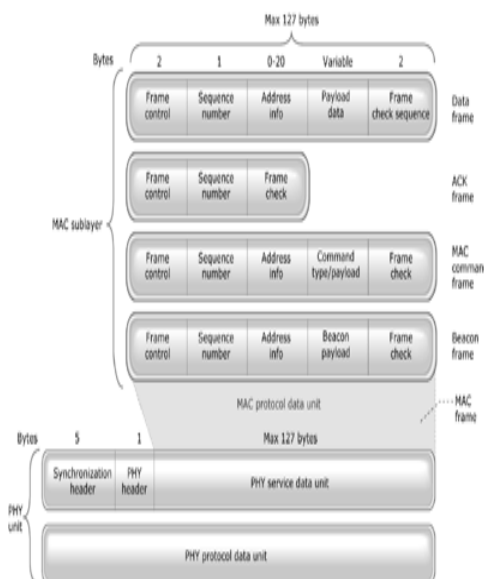 Max 127 bytes
Bytes 2 1 0-20 Variable 2
Frame control
Sequence number
Address info
Payload data
Frame check sequence
Data frame
Frame control
Sequence number
Frame check
ACK frame
MAC sublayer
Frame control
Sequence number
Address info
Command type/payload
Frame check
MAC comman frame
Frame control
Sequence number
Address info
Beacon payload
Frame check
Beacon frame
MAC protocol data unit
MAC frame
Bytes 5 1 Max 127 bytes
Synchronization header
PHY header
PHY service data unit
PHY unit
PHY protocol data unit